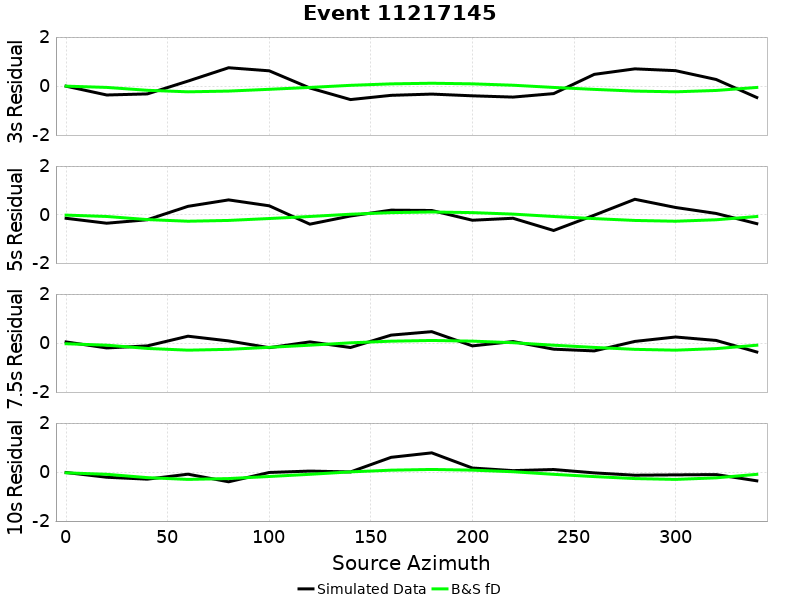 Event 11217145
3s Residual
2
0
-2
5s Residual
2
0
-2
7.5s Residual
2
0
-2
10s Residual
2
0
-2
0 50 100 150 200 250 300
Source Azimuth
Simulated Data B&S fD